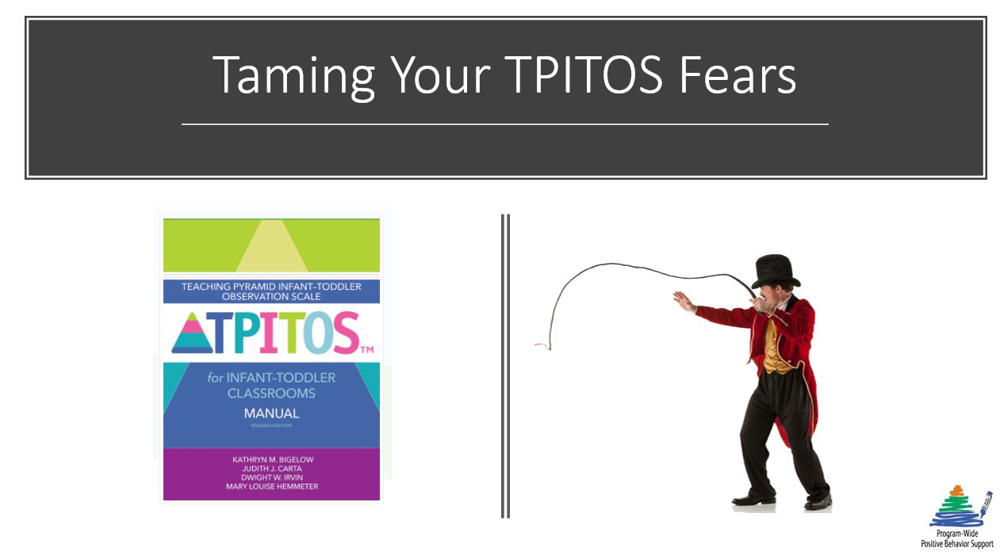 Taming Your TPITOS Fears
TEACHING PYRAMID INFANT–TODDLER
OBSERVATION SCALE
TPITOS™
for INFANT–TODDLER
CLASSROOMS
MANUAL
RESEARCH EDITION
KATHRYN M. BIGELOW
JUDITH J. CARTA
DWIGHT W. IRVIN
MARY LOUISE HEMMETER
Program-Wide
Positive Behavior Support